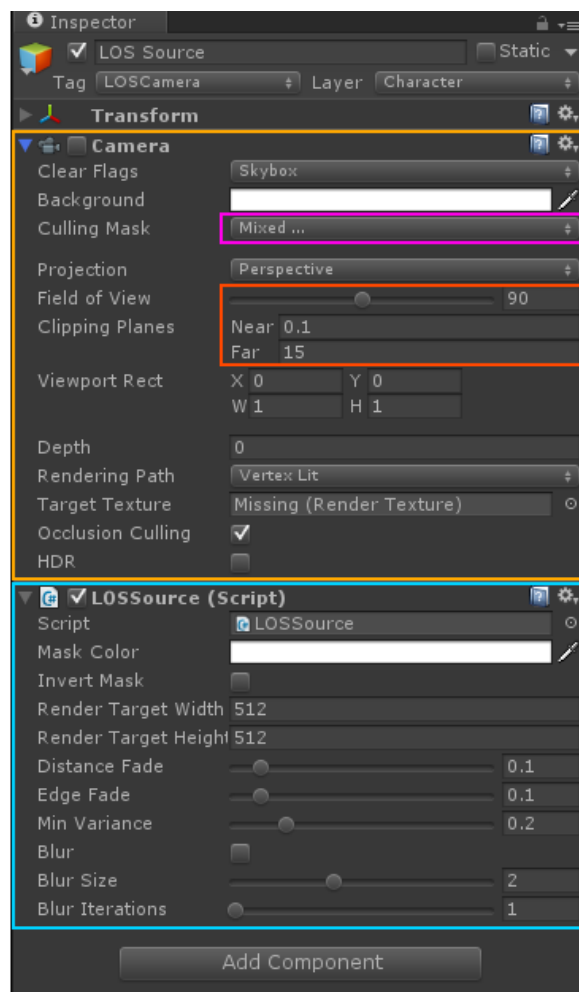 Inspector
LOS Source Static
Tag LOSCamera Layer Character
Transform
Camera
Clear Flags Skybox
Background
Culling Mask Mixed ...
Projection Perspective
Field of View 90
Clipping Planes Near 0.1
Far 15
Viewport Rect X 0 Y 0
W 1 H 1
Depth 0
Rendering Path Vertex Lit
Target Texture Missing (Render Texture)
Occlusion Culling
HDR
LOSSource (Script)
Script LOSSource
Mask Color
Invert Mask
Render Target Width 512
Render Target Height 512
Distance Fade 0.1
Edge Fade 0.1
Min Variance 0.2
Blur
Blur Size 2
Blur Iterations 1
Add Component